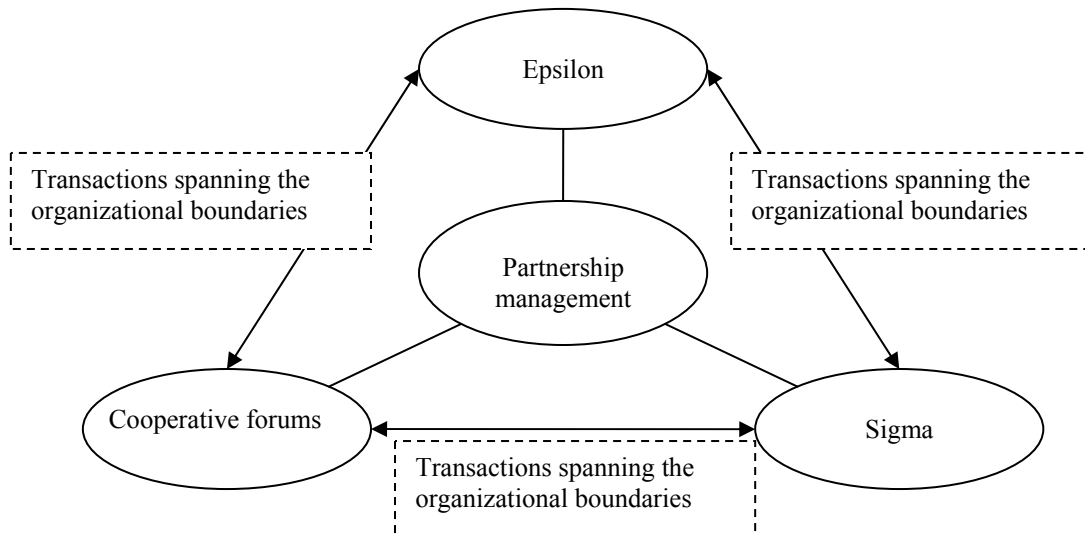 Epsilon
Transactions spanning the
organizational boundaries
Transactions spanning the
organizational boundaries
Partnership
management
Cooperative forums
Sigma
Transactions spanning the
organizational boundaries